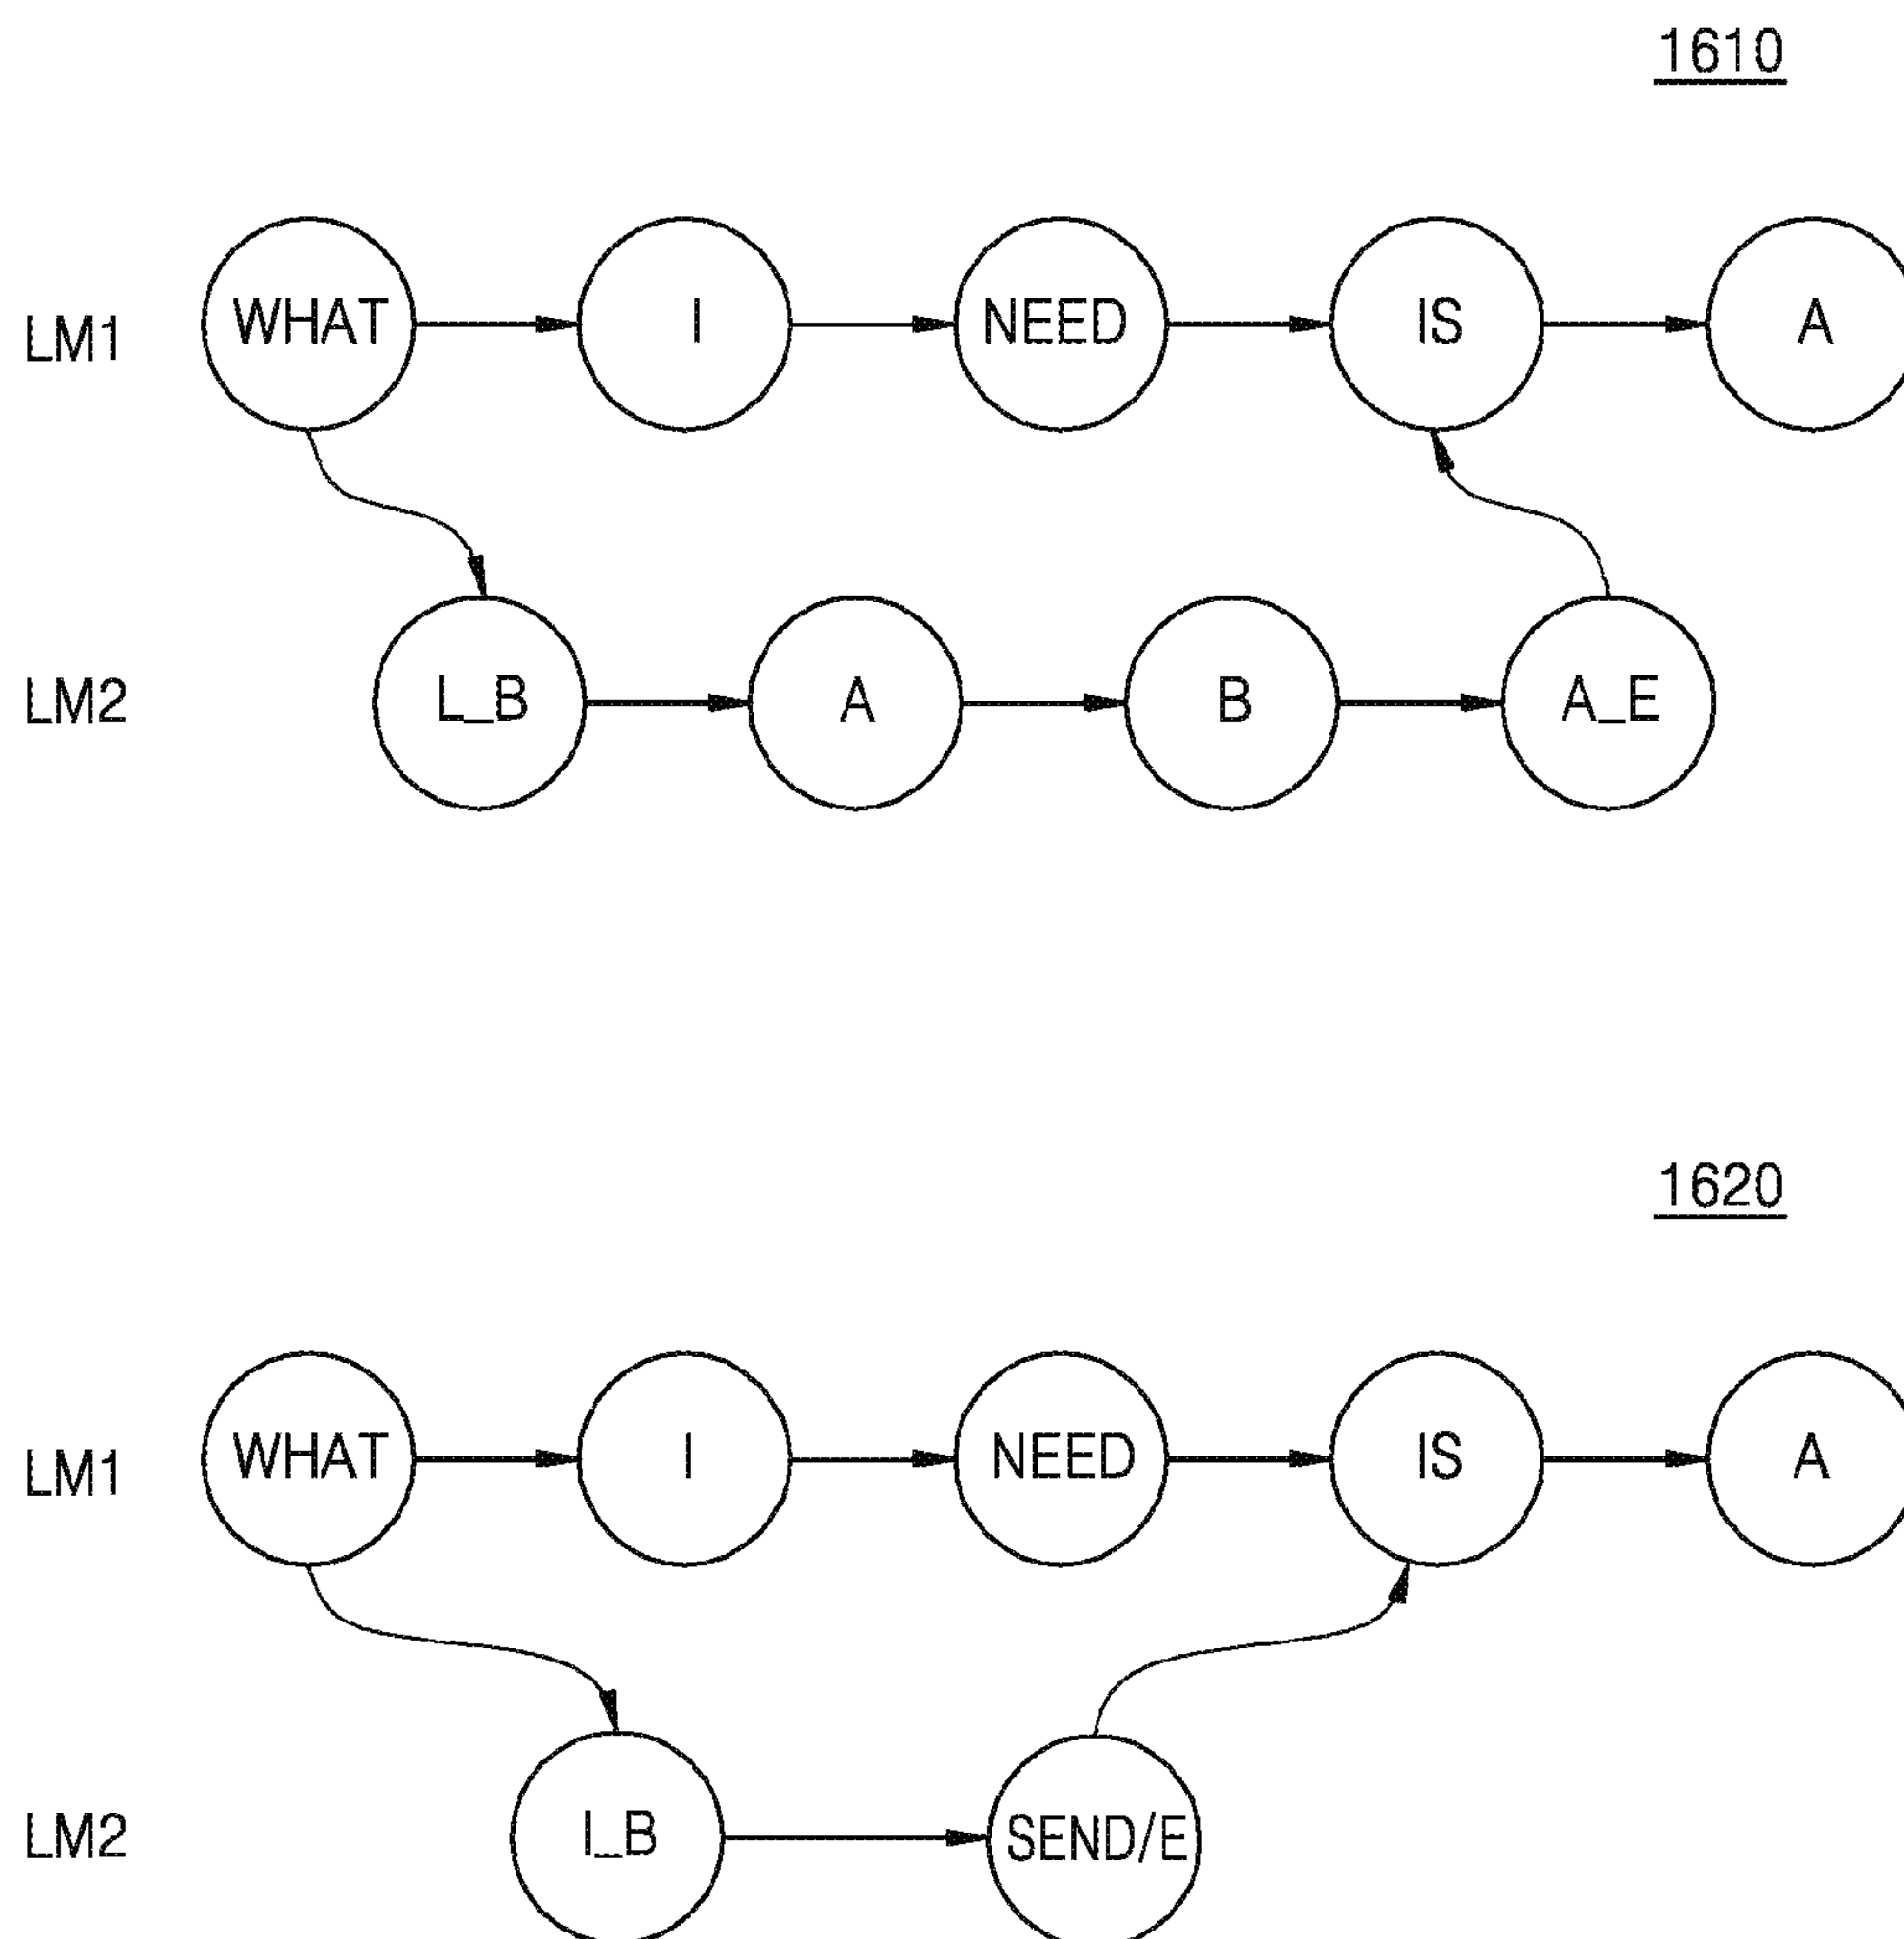 1610
LM1 WHAT I NEED IS A
LM2 L_B A B A_E
1620
LM1 WHAT I NEED IS A
LM2 I_B SEND/E